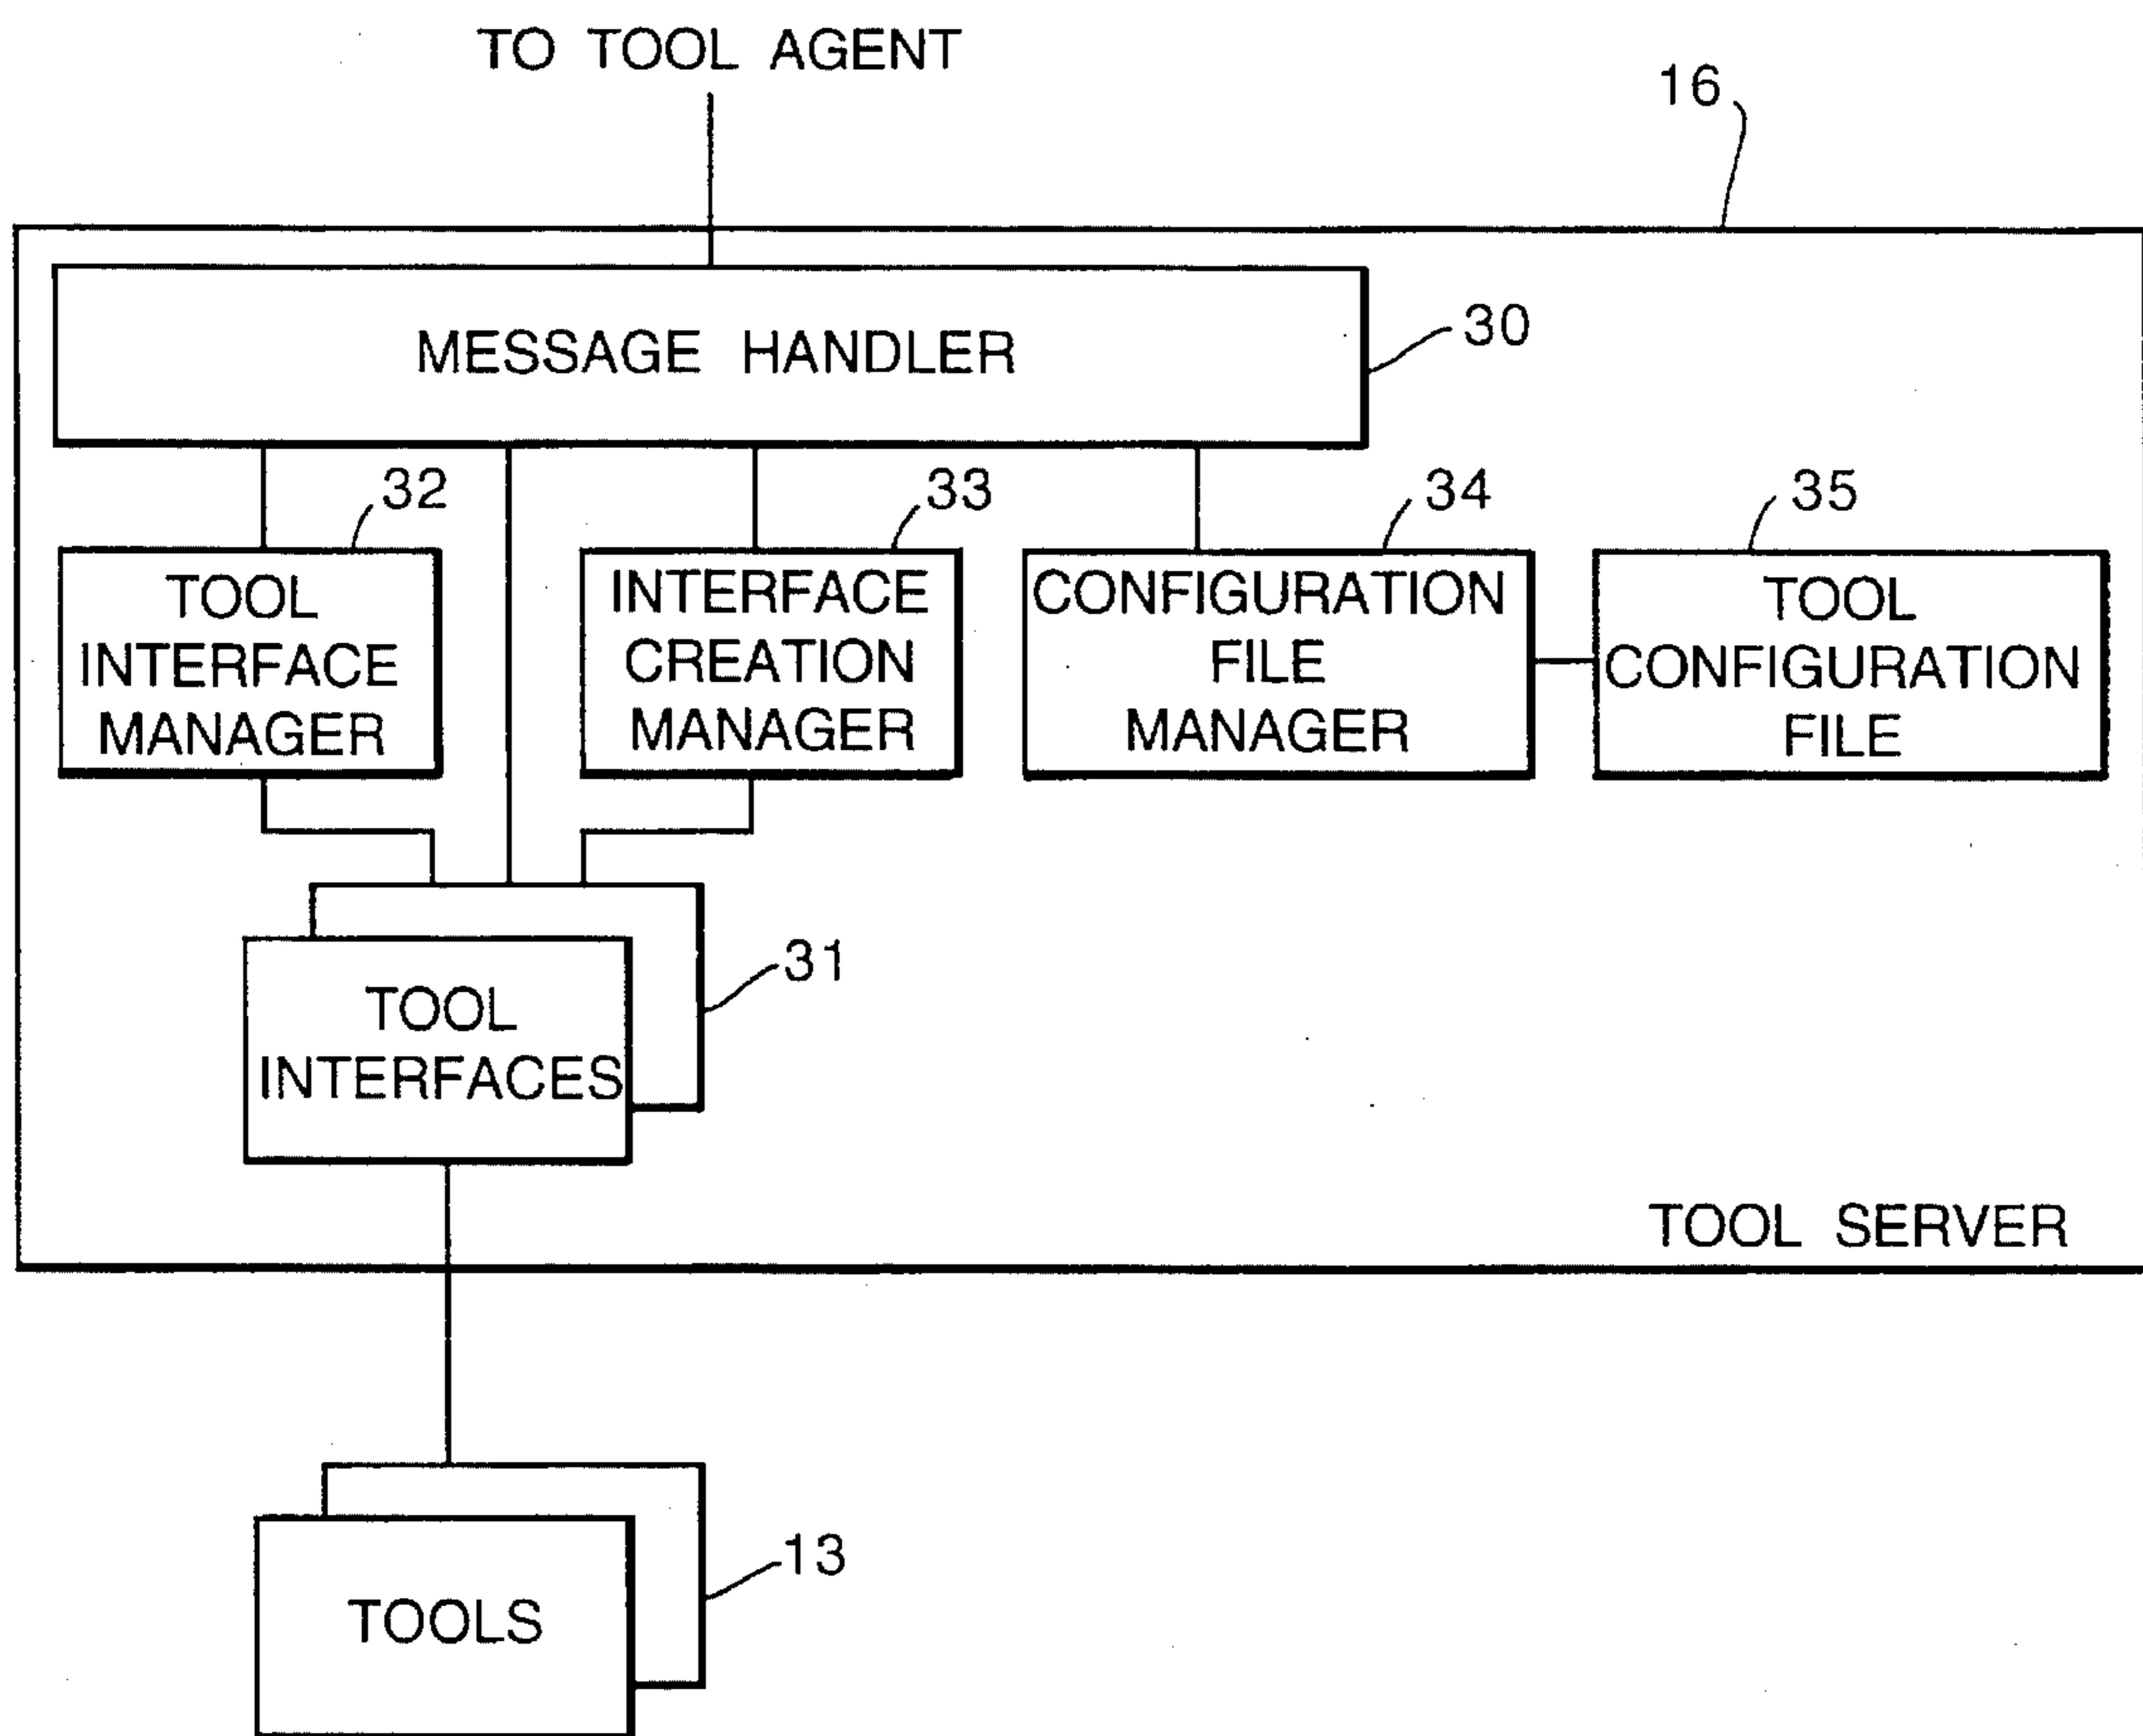 TO TOOL AGENT
16
MESSAGE HANDLER
30
32
33
34
35
TOOL
INTERFACE
MANAGER
INTERFACE
CREATION
MANAGER
CONFIGURATION
FILE
MANAGER
TOOL
CONFIGURATION
FILE
31
TOOL
INTERFACES
TOOL SERVER
13
TOOLS